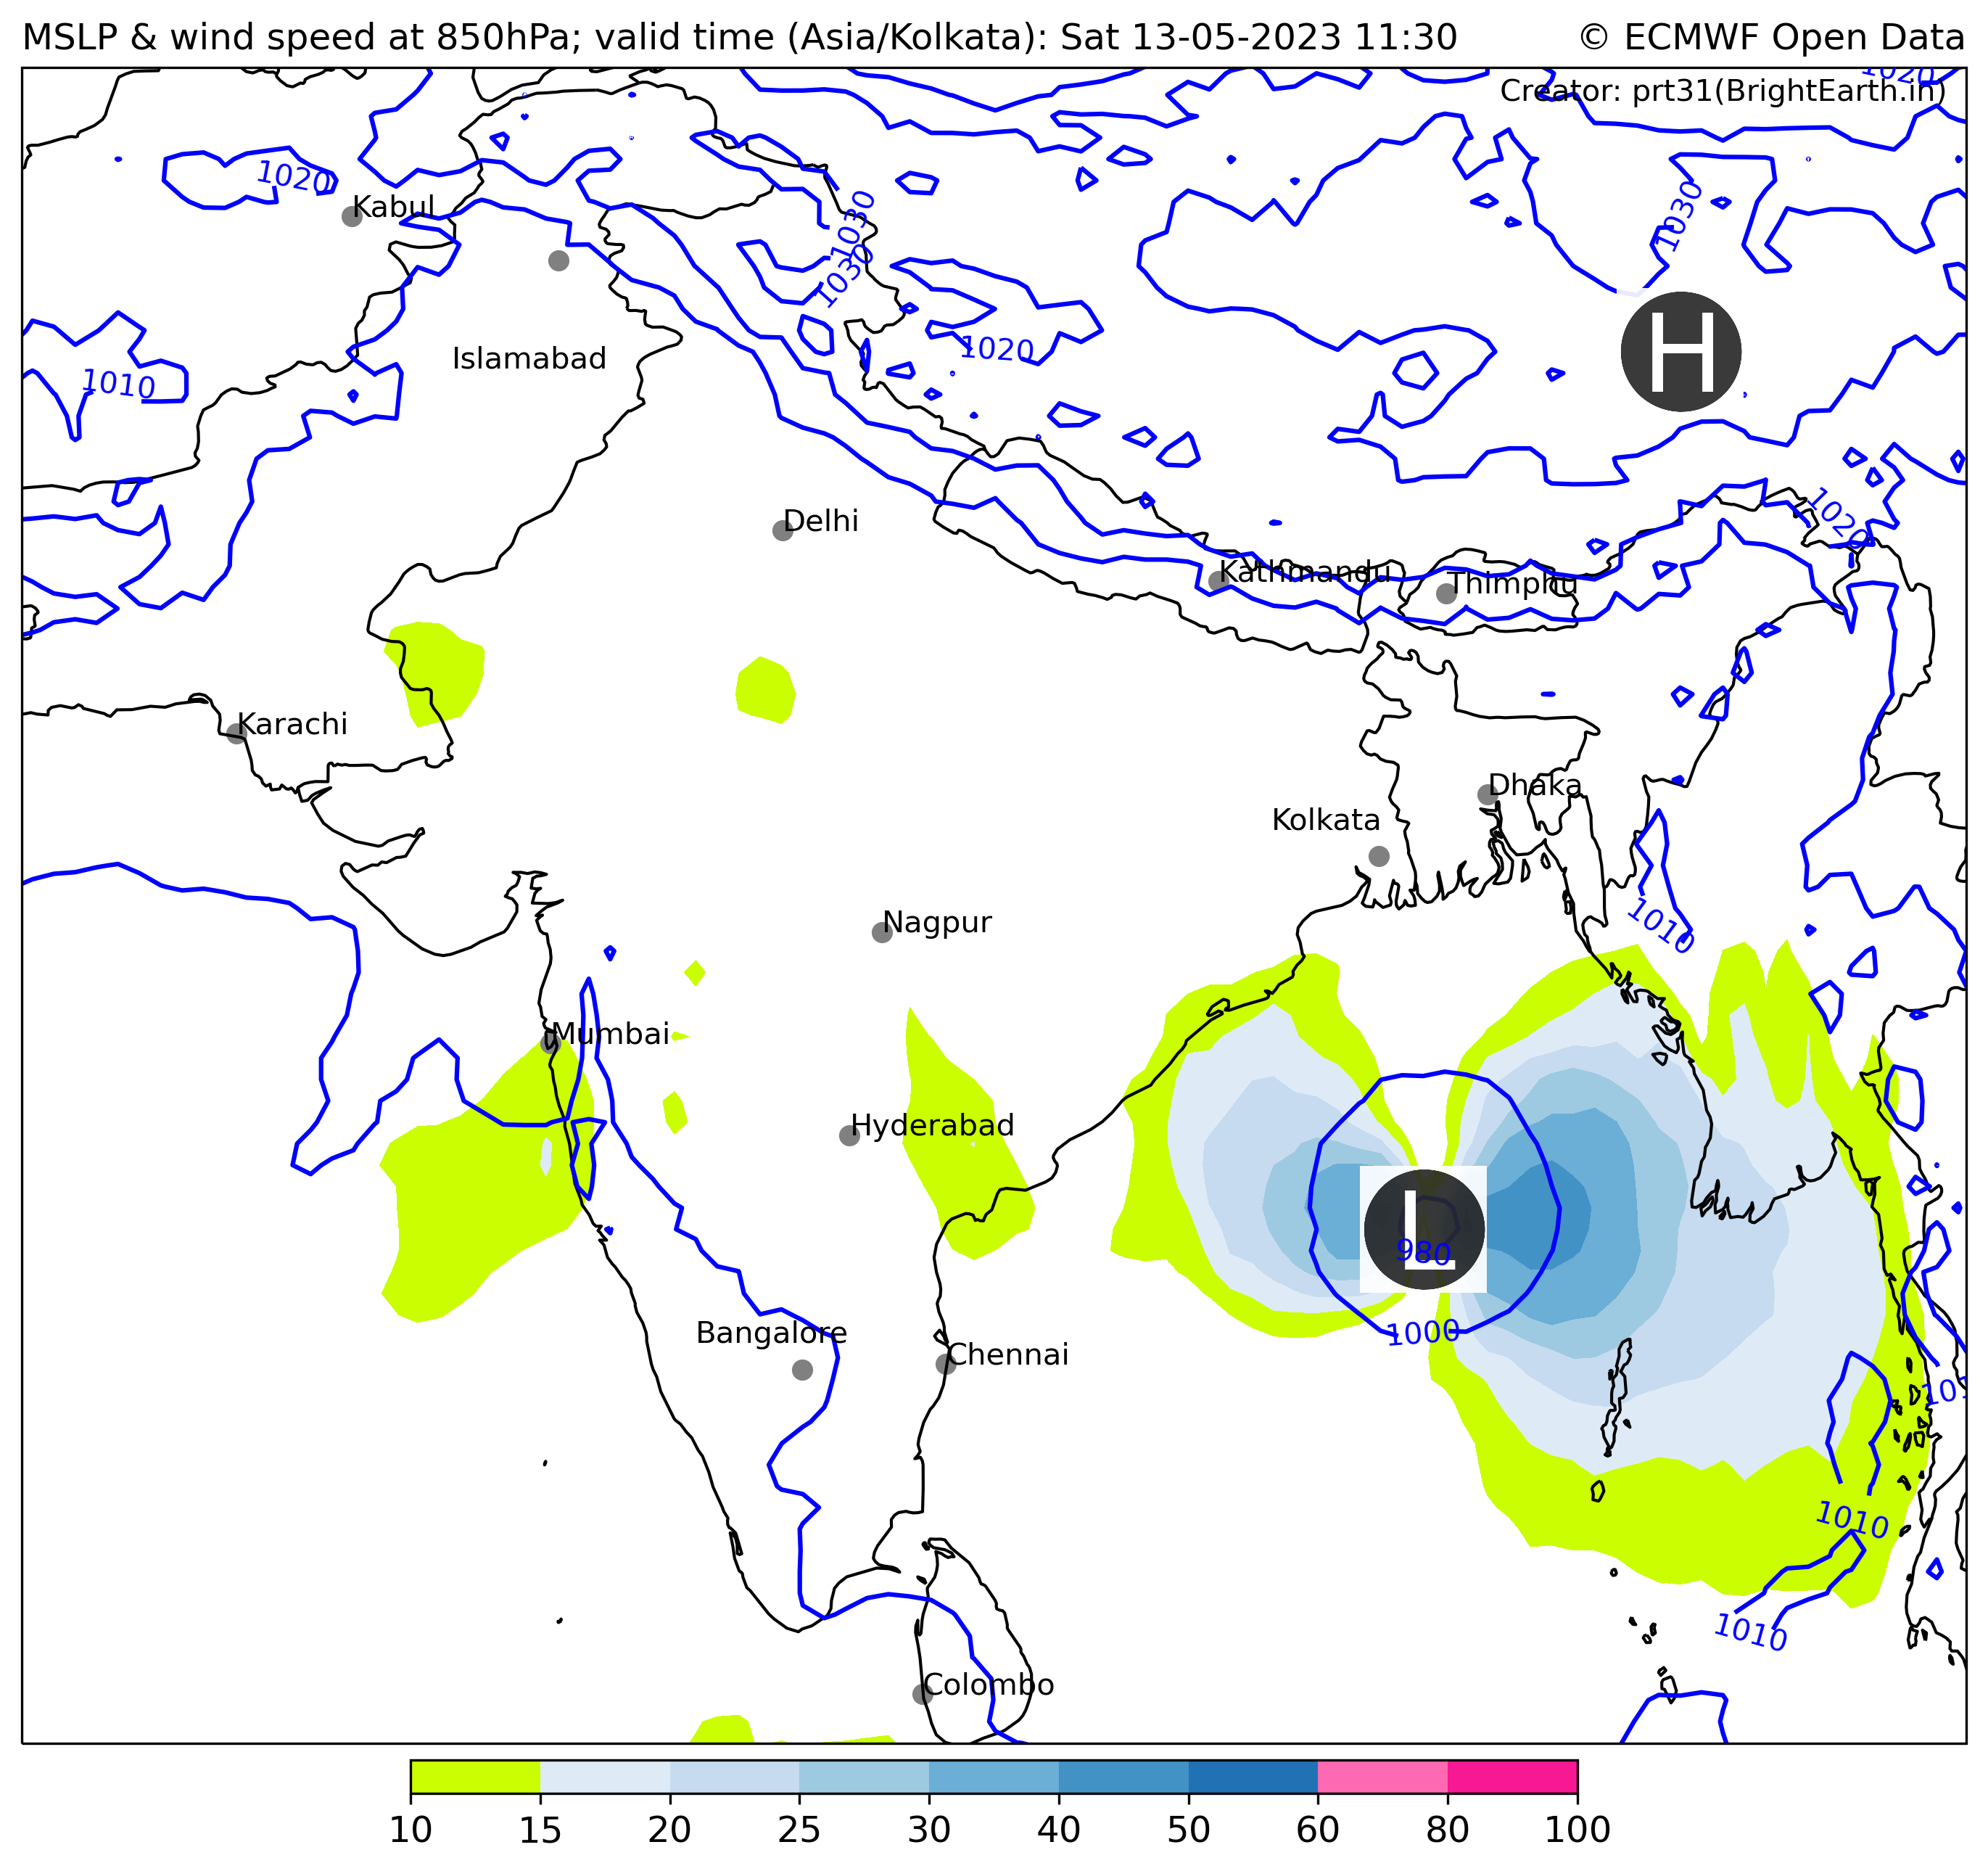 MSLP & wind speed at 850hPa; valid time (Asia/Kolkata): Sat 13-05-2023 11:30
© ECMWF Open Data
1020
Creator: prt31(BrightEarth.in)
1020
Kabul
1030
1030
1030
H
1020
Islamabad
1010
Delhi
1020
Kathmandu
Thimphu
Karachi
Dhaka
Kolkata
Nagpur
1010
Mumbai
Hyderabad
L
980
1000
Bangalore
Chennai
1010
1010
Colombo
10 15 20 25 30 40 50 60 80 100